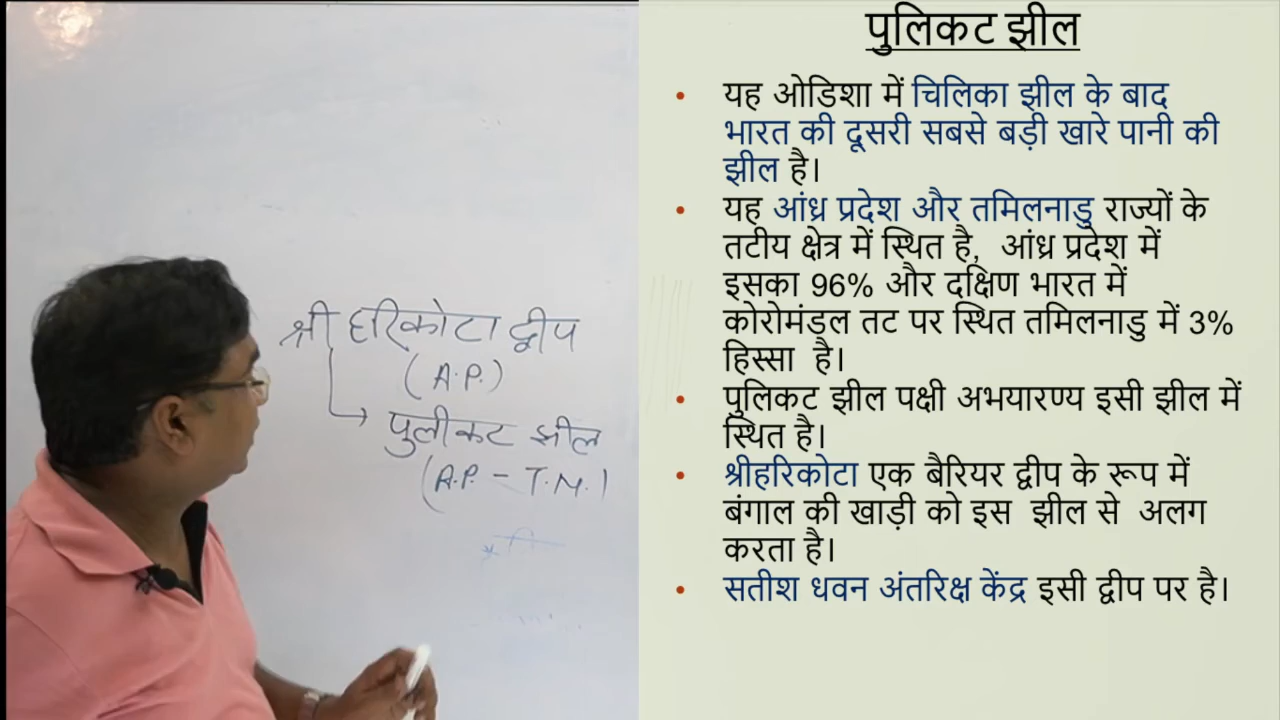 श्री हरिकोटा द्वीप
(A.P.)
पुलीकट झील
(A.P. - T.N.)
पुलिकट झील
• यह ओडिशा में चिलिका झील के बाद
भारत की दूसरी सबसे बड़ी खारे पानी की
झील है।
• यह आंध्र प्रदेश और तमिलनाडु राज्यों के
तटीय क्षेत्र में स्थित है, आंध्र प्रदेश में
इसका 96% और दक्षिण भारत में
कोरोमंडल तट पर स्थित तमिलनाडु में 3%
हिस्सा है।
• पुलिकट झील पक्षी अभयारण्य इसी झील में
स्थित है।
• श्रीहरिकोटा एक बैरियर द्वीप के रूप में
बंगाल की खाड़ी को इस झील से अलग
करता है।
• सतीश धवन अंतरिक्ष केंद्र इसी द्वीप पर है।